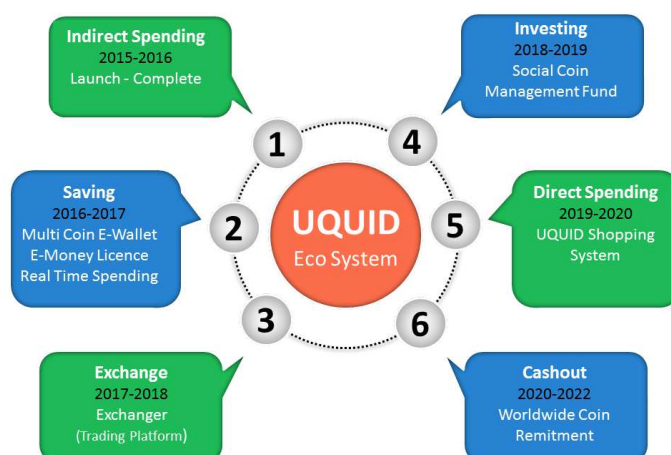 Indirect Spending
2015-2016
Launch - Complete
1
Saving
2016-2017
Multi Coin E-Wallet
E-Money Licence
Real Time Spending
2
Exchange
2017-2018
Exchanger
(Trading Platform)
3
UQUID
Eco System
Investing
2018-2019
Social Coin
Management Fund
4
Direct Spending
2019-2020
UQUID Shopping
System
5
Cashout
2020-2022
Worldwide Coin
Remitment
6